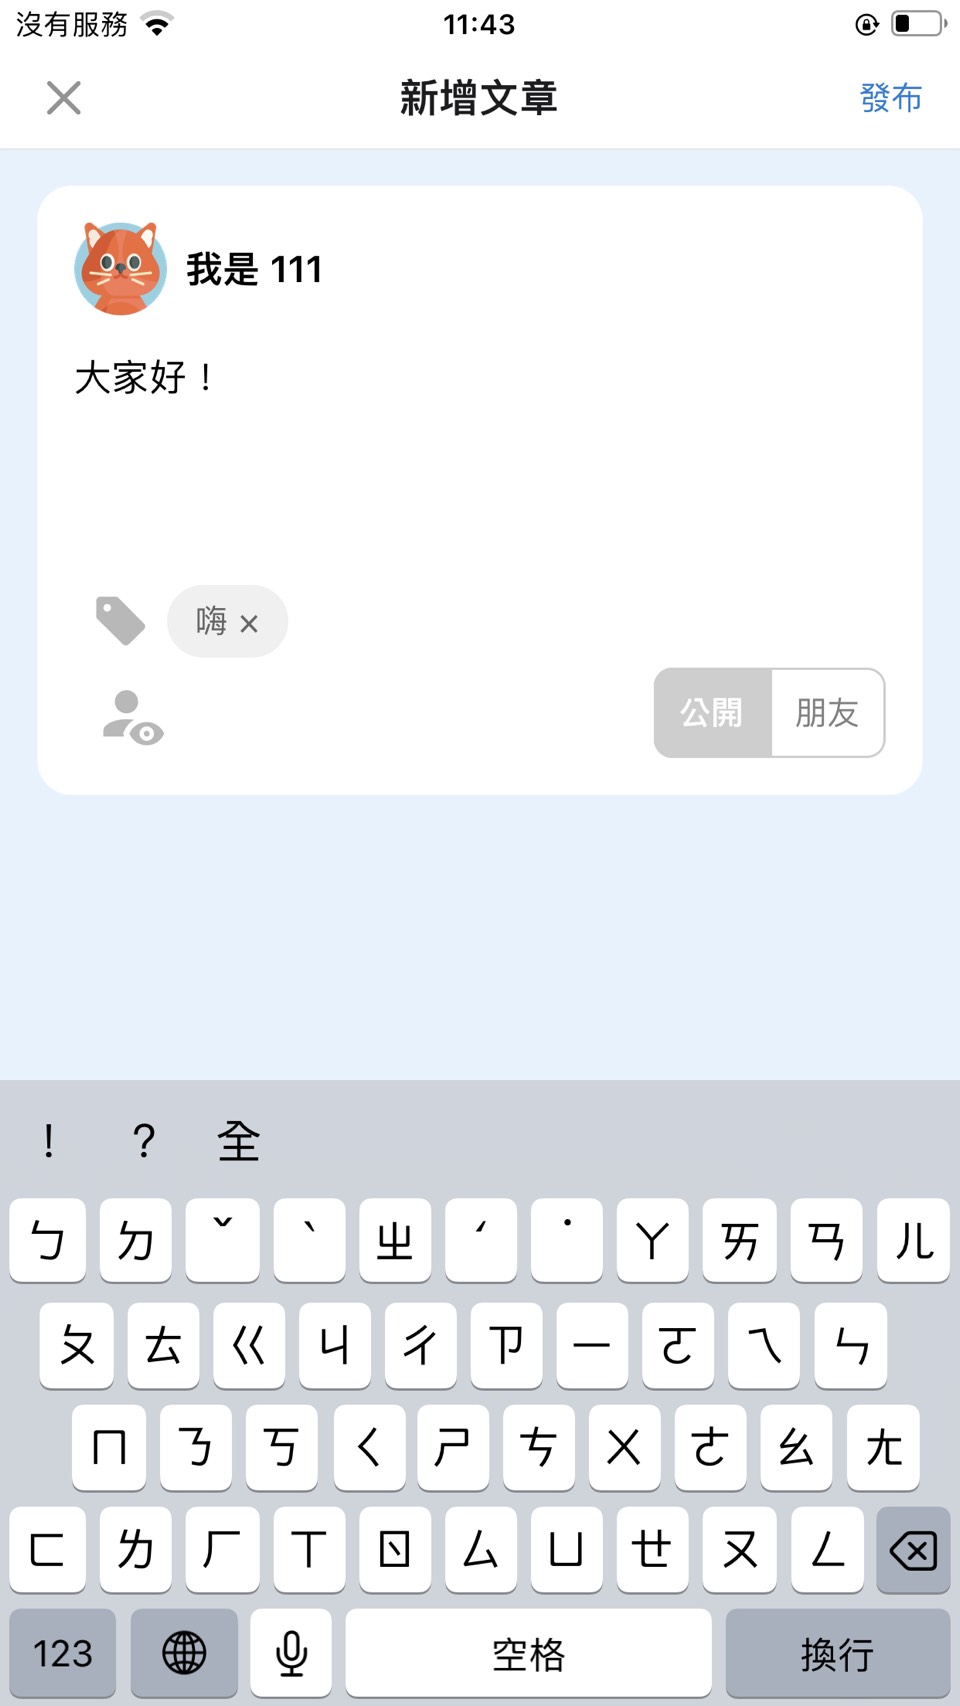 沒有服務 11:43
新增文章 發布
我是 111
大家好！
嗨 ×
公開 朋友
！ ? 全
ㄅ ㄉ ˇ ˋ ㄓ ˊ ˙ ㄚ ㄞ ㄢ ㄦ
ㄆ ㄊ ㄍ ㄐ ㄔ ㄗ ㄧ ㄛ ㄟ ㄣ
ㄇ ㄋ ㄎ ㄑ ㄕ ㄘ ㄨ ㄜ ㄠ ㄤ
ㄈ ㄌ ㄏ ㄒ ㄖ ㄙ ㄩ ㄝ ㄡ ㄥ
123 空格 換行